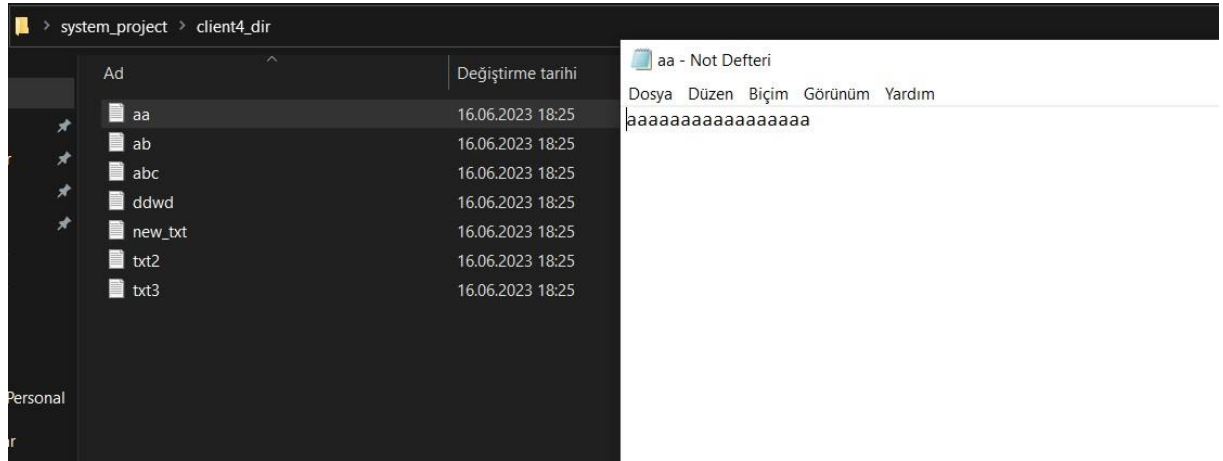 system_project > client4_dir
Ad Değiştirme tarihi
aa 16.06.2023 18:25
ab 16.06.2023 18:25
abc 16.06.2023 18:25
ddwd 16.06.2023 18:25
new_txt 16.06.2023 18:25
txt2 16.06.2023 18:25
txt3 16.06.2023 18:25
Personal
aa - Not Defteri
Dosya Düzen Biçim Görünüm Yardım
aaaaaaaaaaaaaaaaa